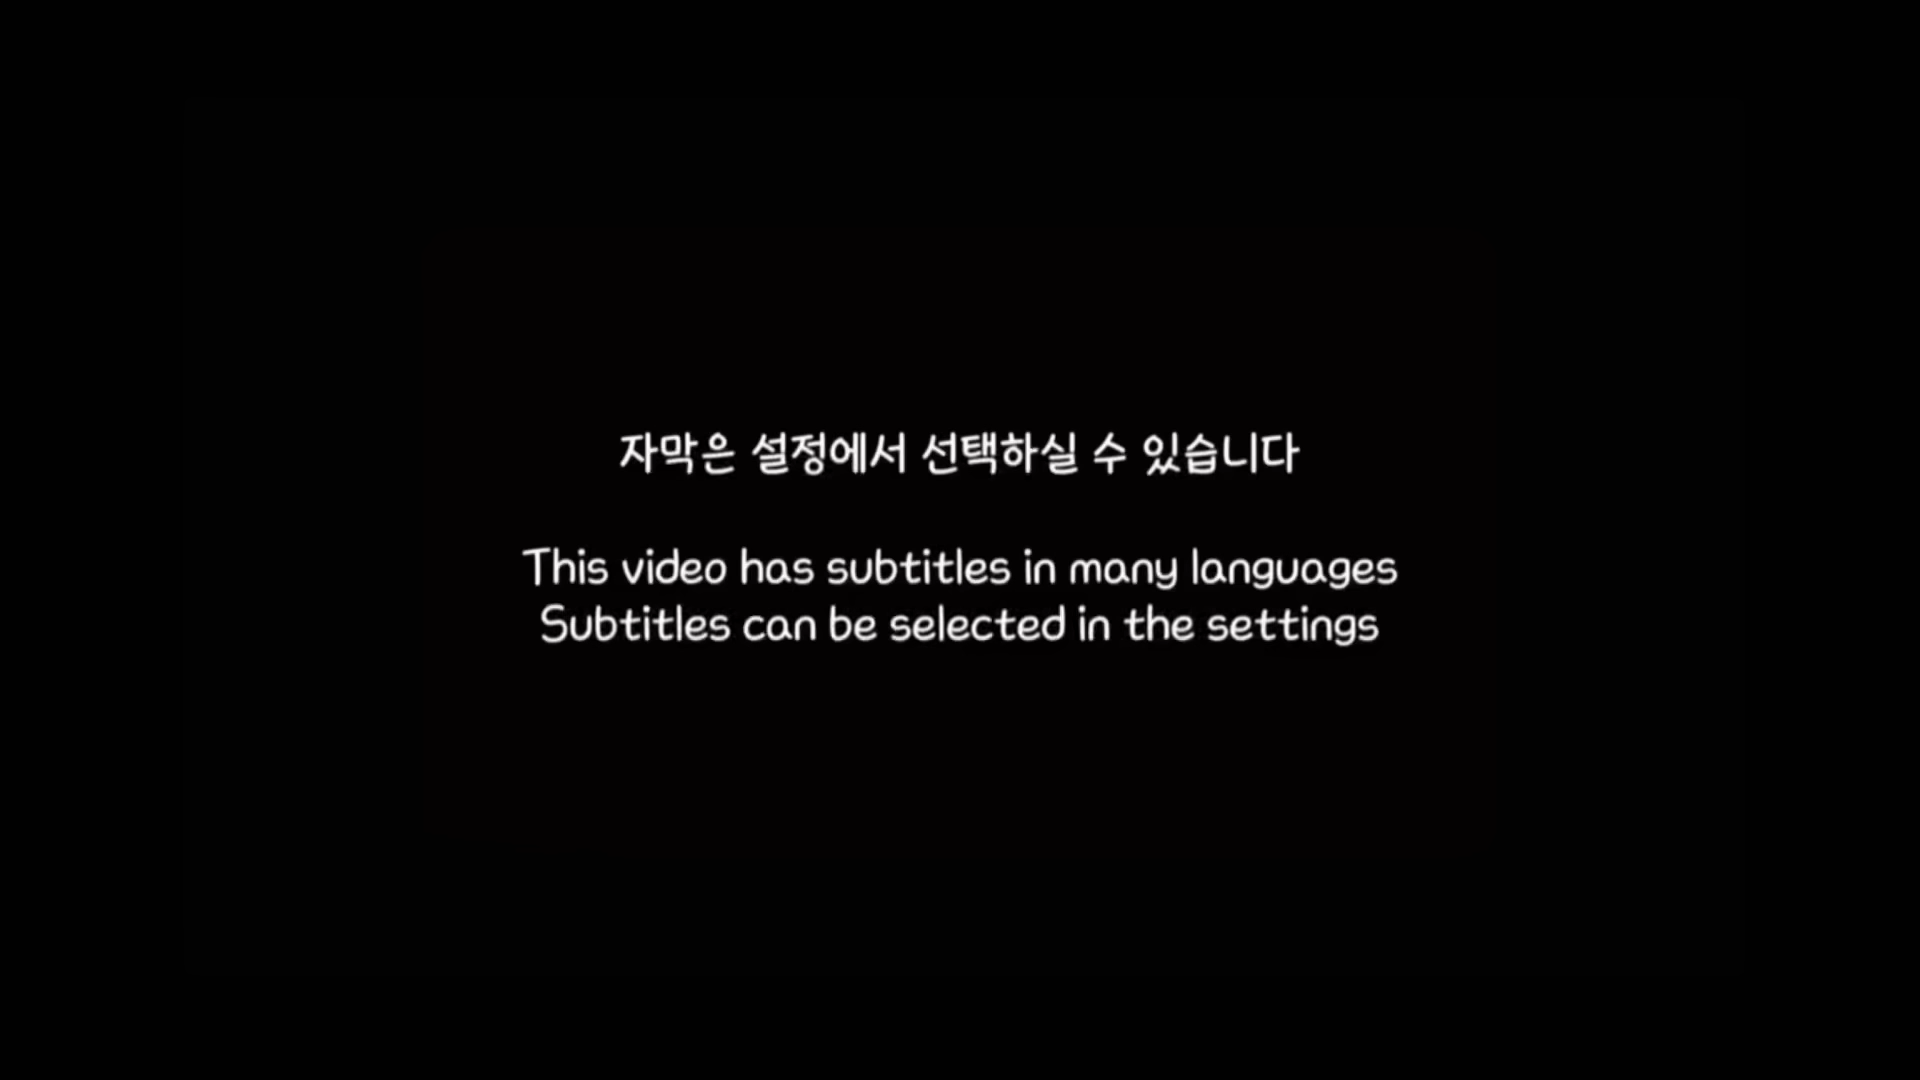 자막은 설정에서 선택하실 수 있습니다
This video has subtitles in many languages
Subtitles can be selected in the settings